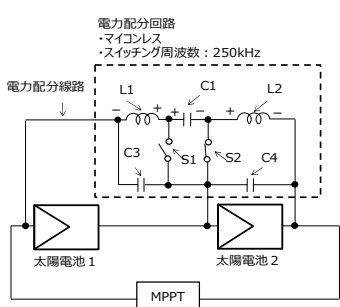 電力配分回路
・マイコンレス
・スイッチング周波数：250kHz
電力配分線路
L1
C1
L2
− + − + − + −
S1
S2
C3
C4
太陽電池１
太陽電池２
MPPT